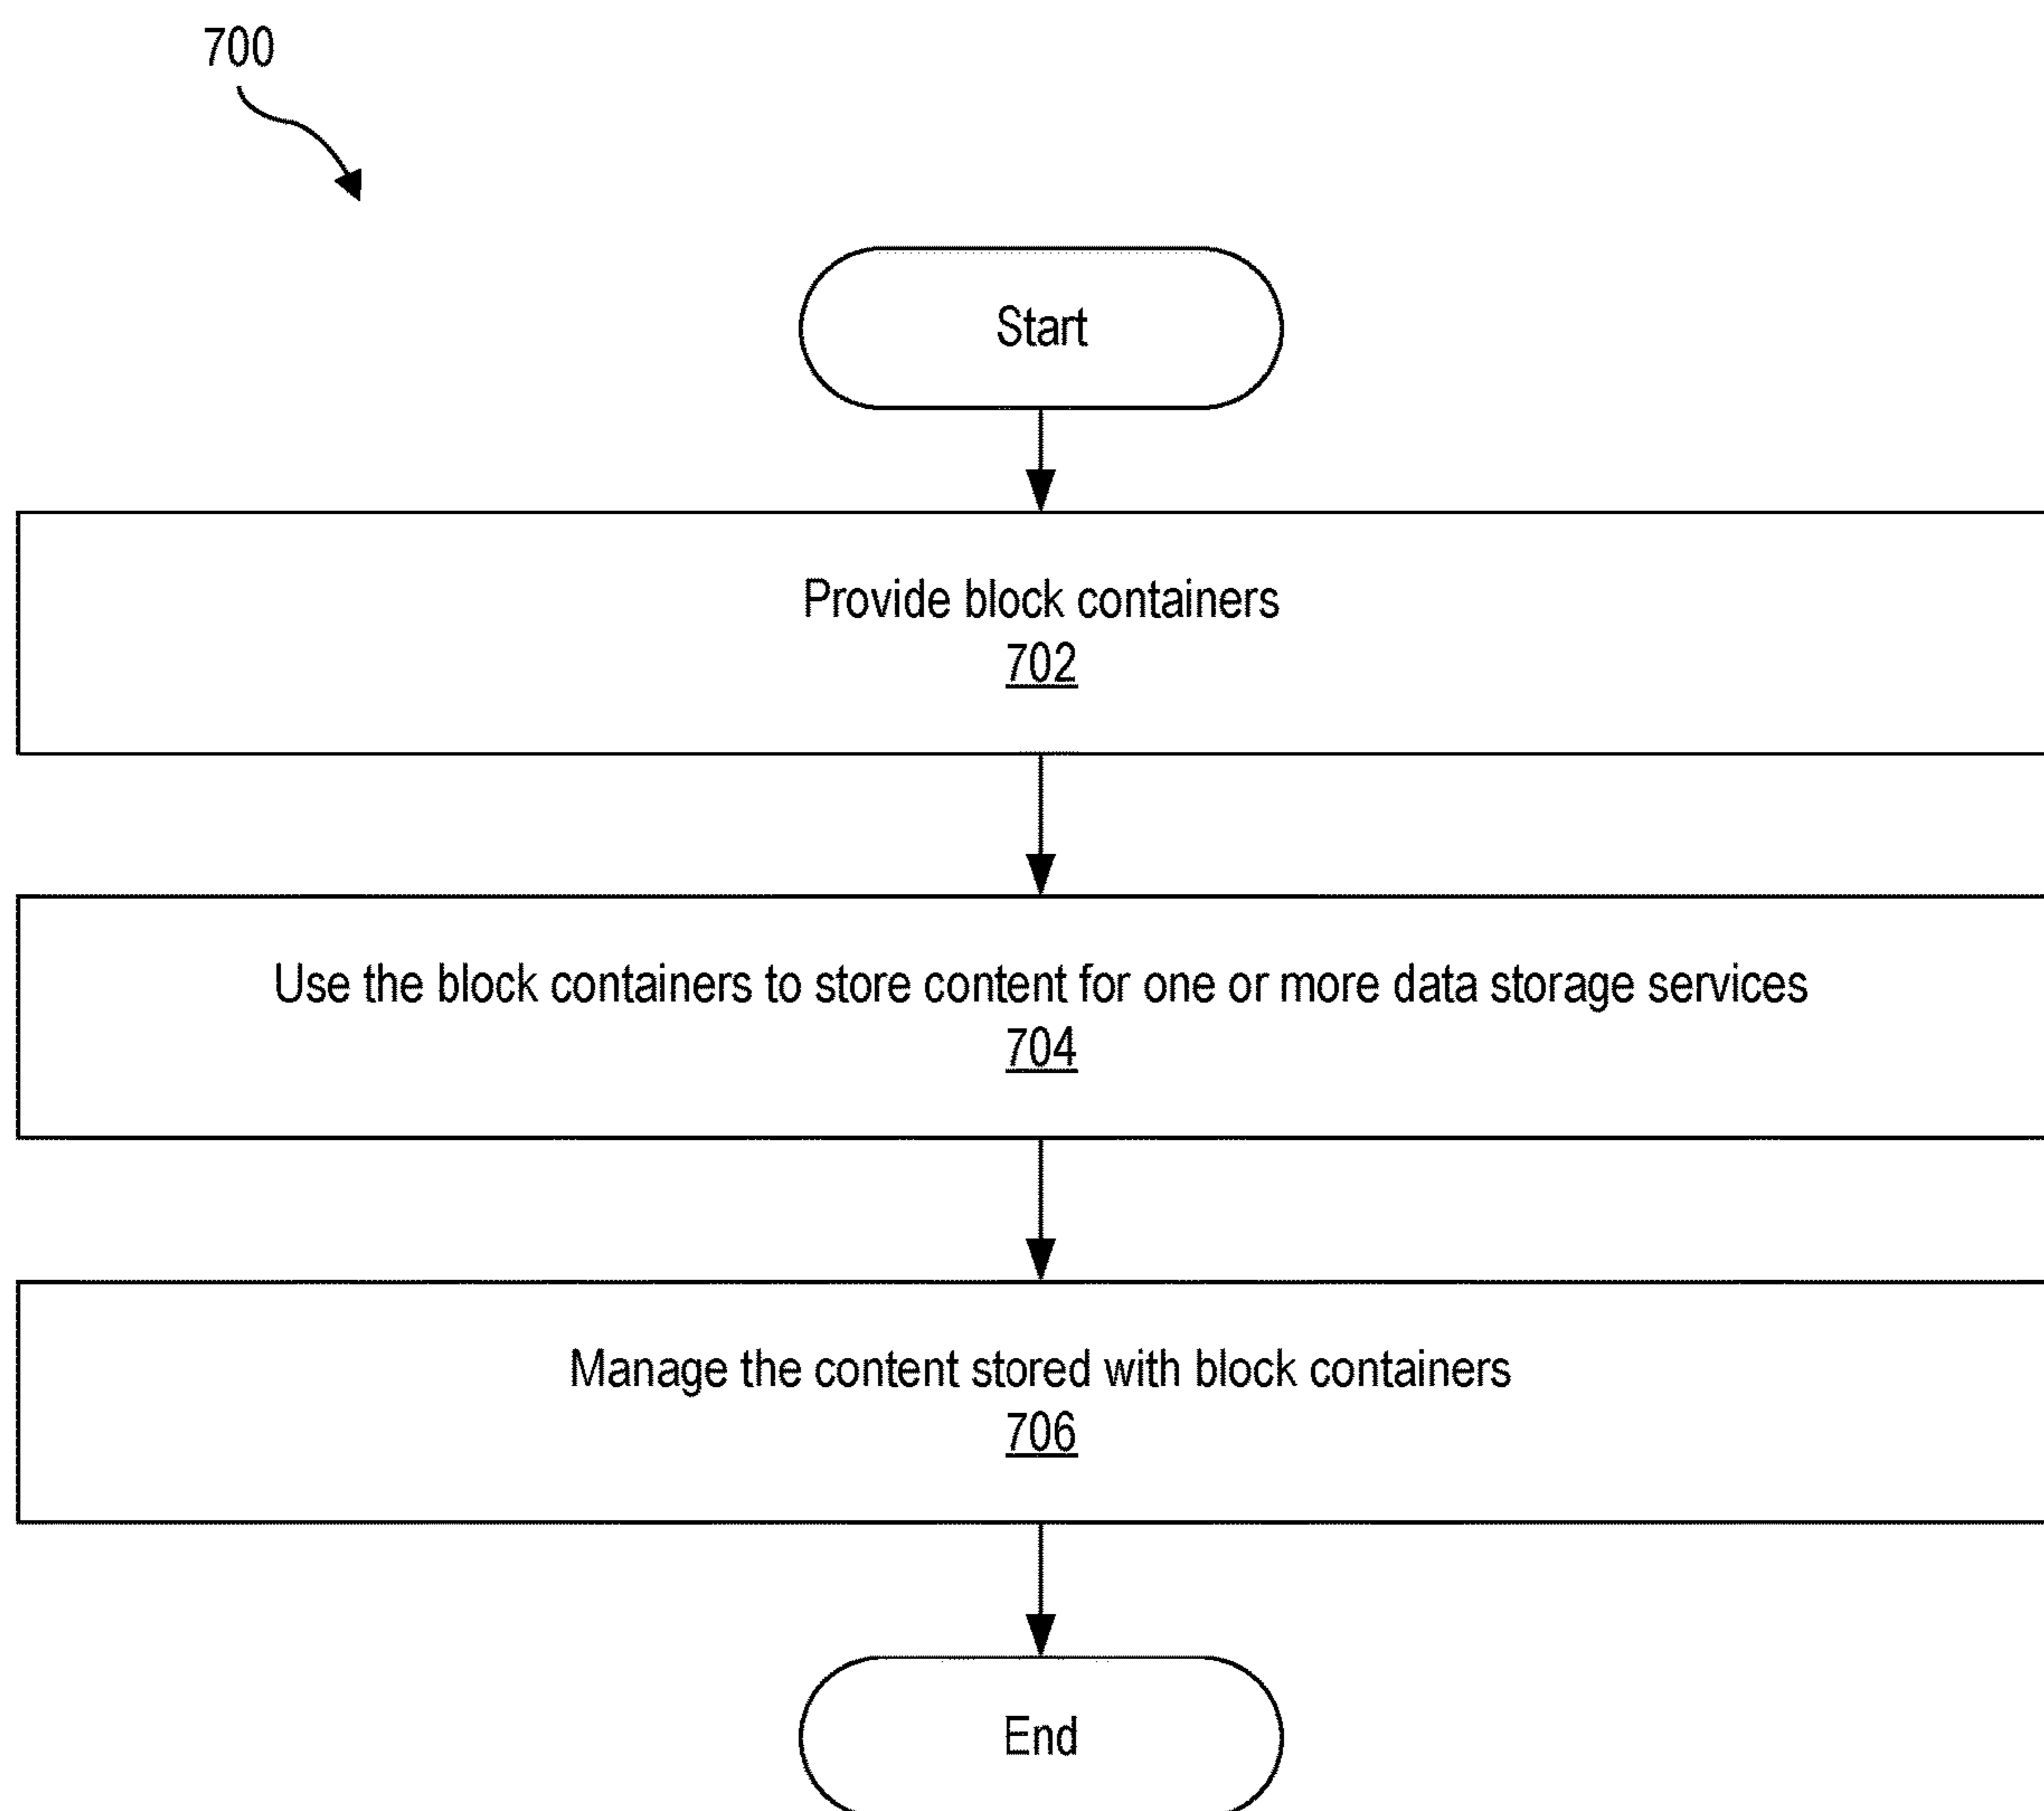 700
Start
Provide block containers
702
Use the block containers to store content for one or more data storage services
704
Manage the content stored with block containers
706
End